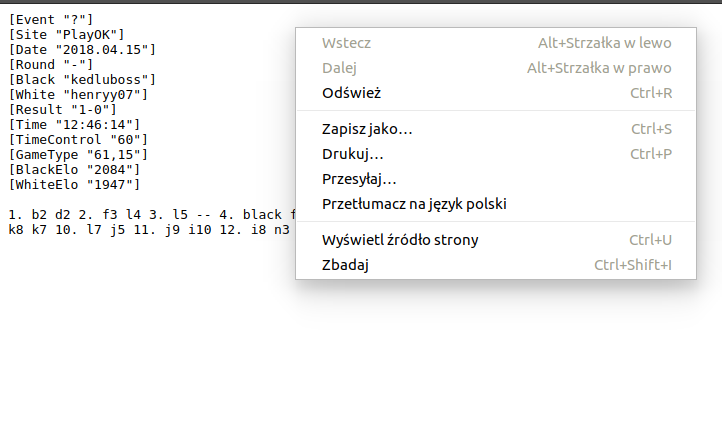 [Event "?"]
[Site "PlayOK"]
[Date "2018.04.15"]
[Round "-"]
[Black "kedluboss"]
[White "henryy07"]
[Result "1-0"]
[Time "12:46:14"]
[TimeControl "60"]
[GameType "61,15"]
[BlackElo "2084"]
[WhiteElo "1947"]
1. b2 d2 2. f3 l4 3. l5 -- 4. black
k8 k7 10. l7 j5 11. j9 i10 12. i8 n3
Wstecz Alt+Strzałka w lewo
Dalej Alt+Strzałka w prawo
Odśwież Ctrl+R
Zapisz jako… Ctrl+S
Drukuj… Ctrl+P
Przesyłaj…
Przetłumacz na język polski
Wyświetl źródło strony Ctrl+U
Zbadaj Ctrl+Shift+I